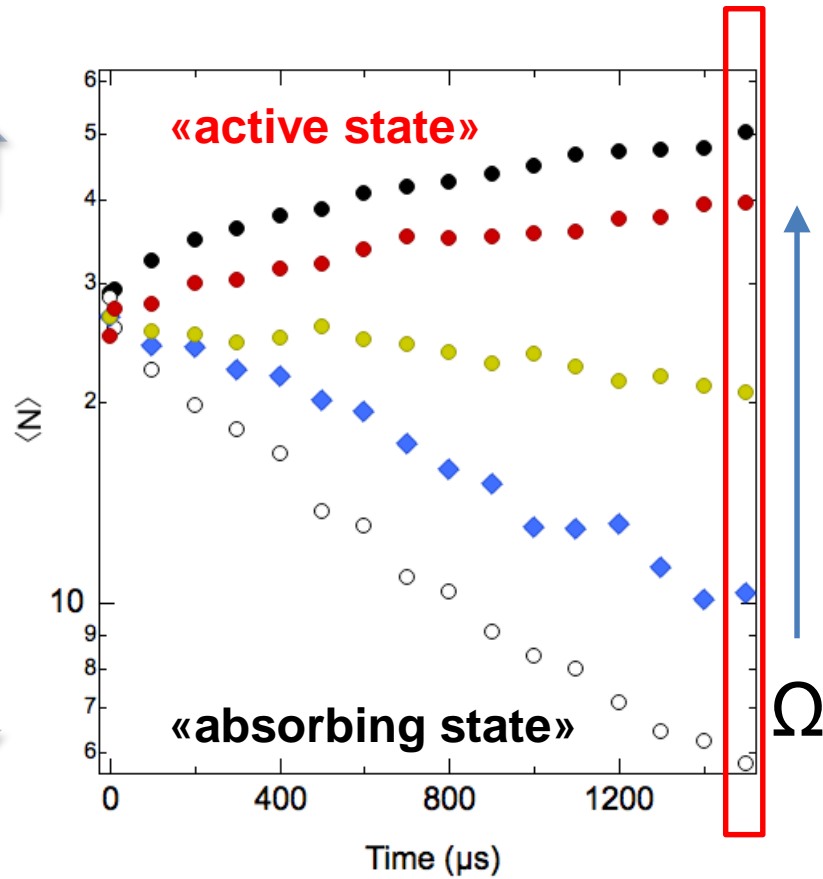 6
«active state»
5
4
3
2
⟨N⟩
10
9
8
7
«absorbing state»
6
Ω
0 400 800 1200
Time (µs)